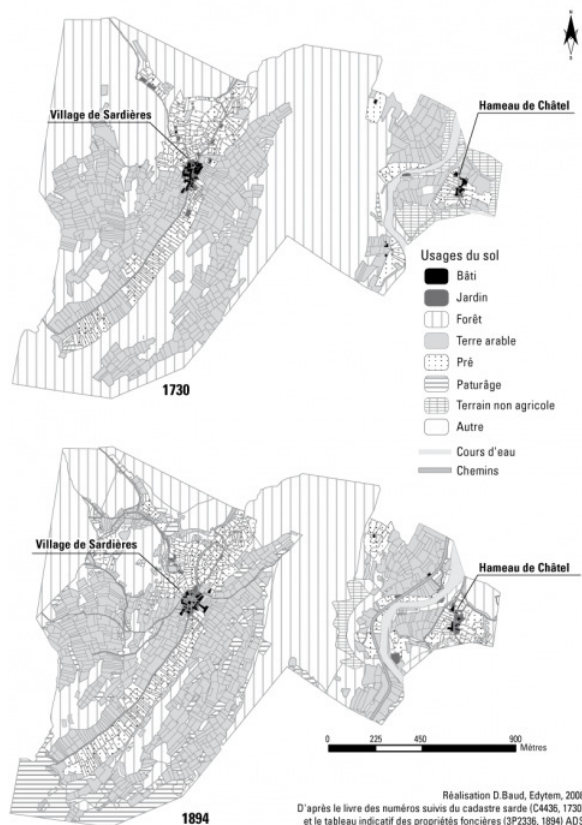 N
S
Village de Sardières
Hameau de Châtel
Usages du sol
Bâti
Jardin
Forêt
Terre arable
Pré
Paturâge
Terrain non agricole
Autre
Cours d'eau
Chemins
1730
Village de Sardières
Hameau de Châtel
0 225 450 900
Mètres
1894
Réalisation D.Baud, Edytem, 2008
D'après le livre des numéros suivis du cadastre sarde (C4436, 1730)
et le tableau indicatif des propriétés foncières (3P2336, 1894) ADS